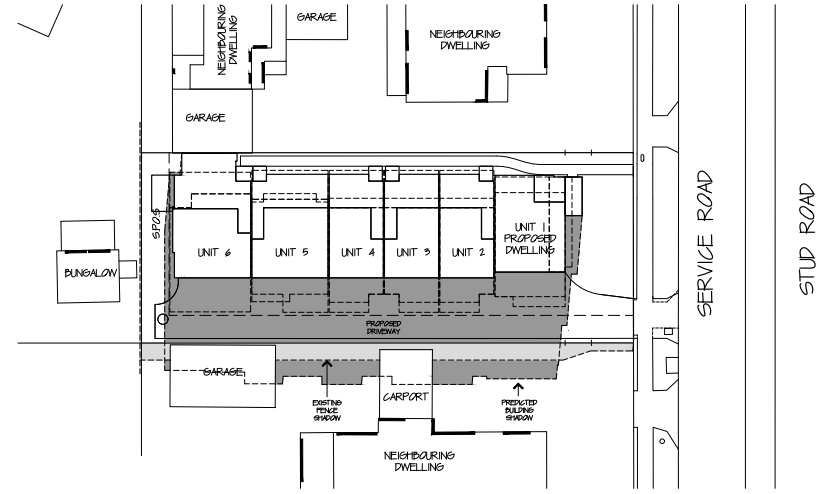 NEIGHBOURING
DWELLING
GARAGE
NEIGHBOURING
DWELLING
GARAGE
SERVICE ROAD
STUD ROAD
SPOS
BUNGALOW
UNIT 6
UNIT 5
UNIT 4
UNIT 3
UNIT 2
UNIT 1
PROPOSED
DWELLING
PROPOSED
DRIVEWAY
GARAGE
EXISTING
FENCE
SHADOW
CARPORT
PREDICTED
BUILDING
SHADOW
NEIGHBOURING
DWELLING